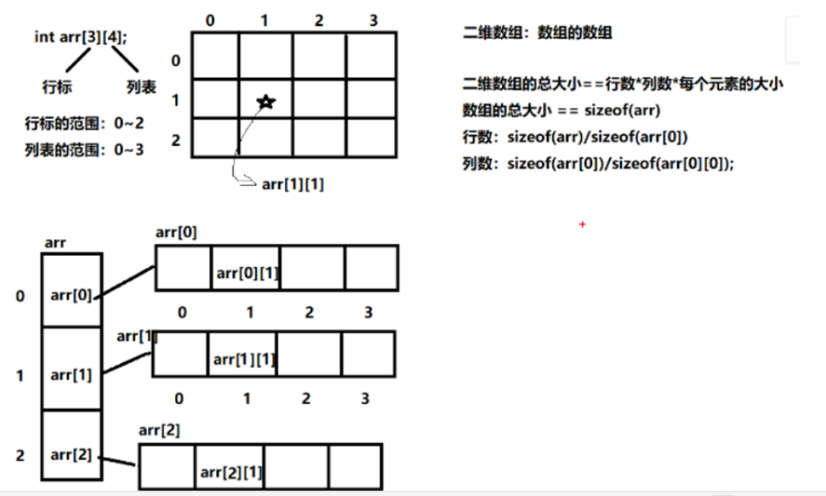 int arr[3][4];
行标 列表
行标的范围：0~2
列表的范围：0~3
0 1 2 3
0
1
2
arr[1][1]
二维数组：数组的数组
二维数组的总大小==行数*列数*每个元素的大小
数组的总大小 == sizeof(arr)
行数：sizeof(arr)/sizeof(arr[0])
列数：sizeof(arr[0])/sizeof(arr[0][0]);
arr
0 arr[0]
1 arr[1]
2 arr[2]
arr[0]
arr[0][1]
0 1 2 3
arr[1]
arr[1][1]
0 1 2 3
arr[2]
arr[2][1]